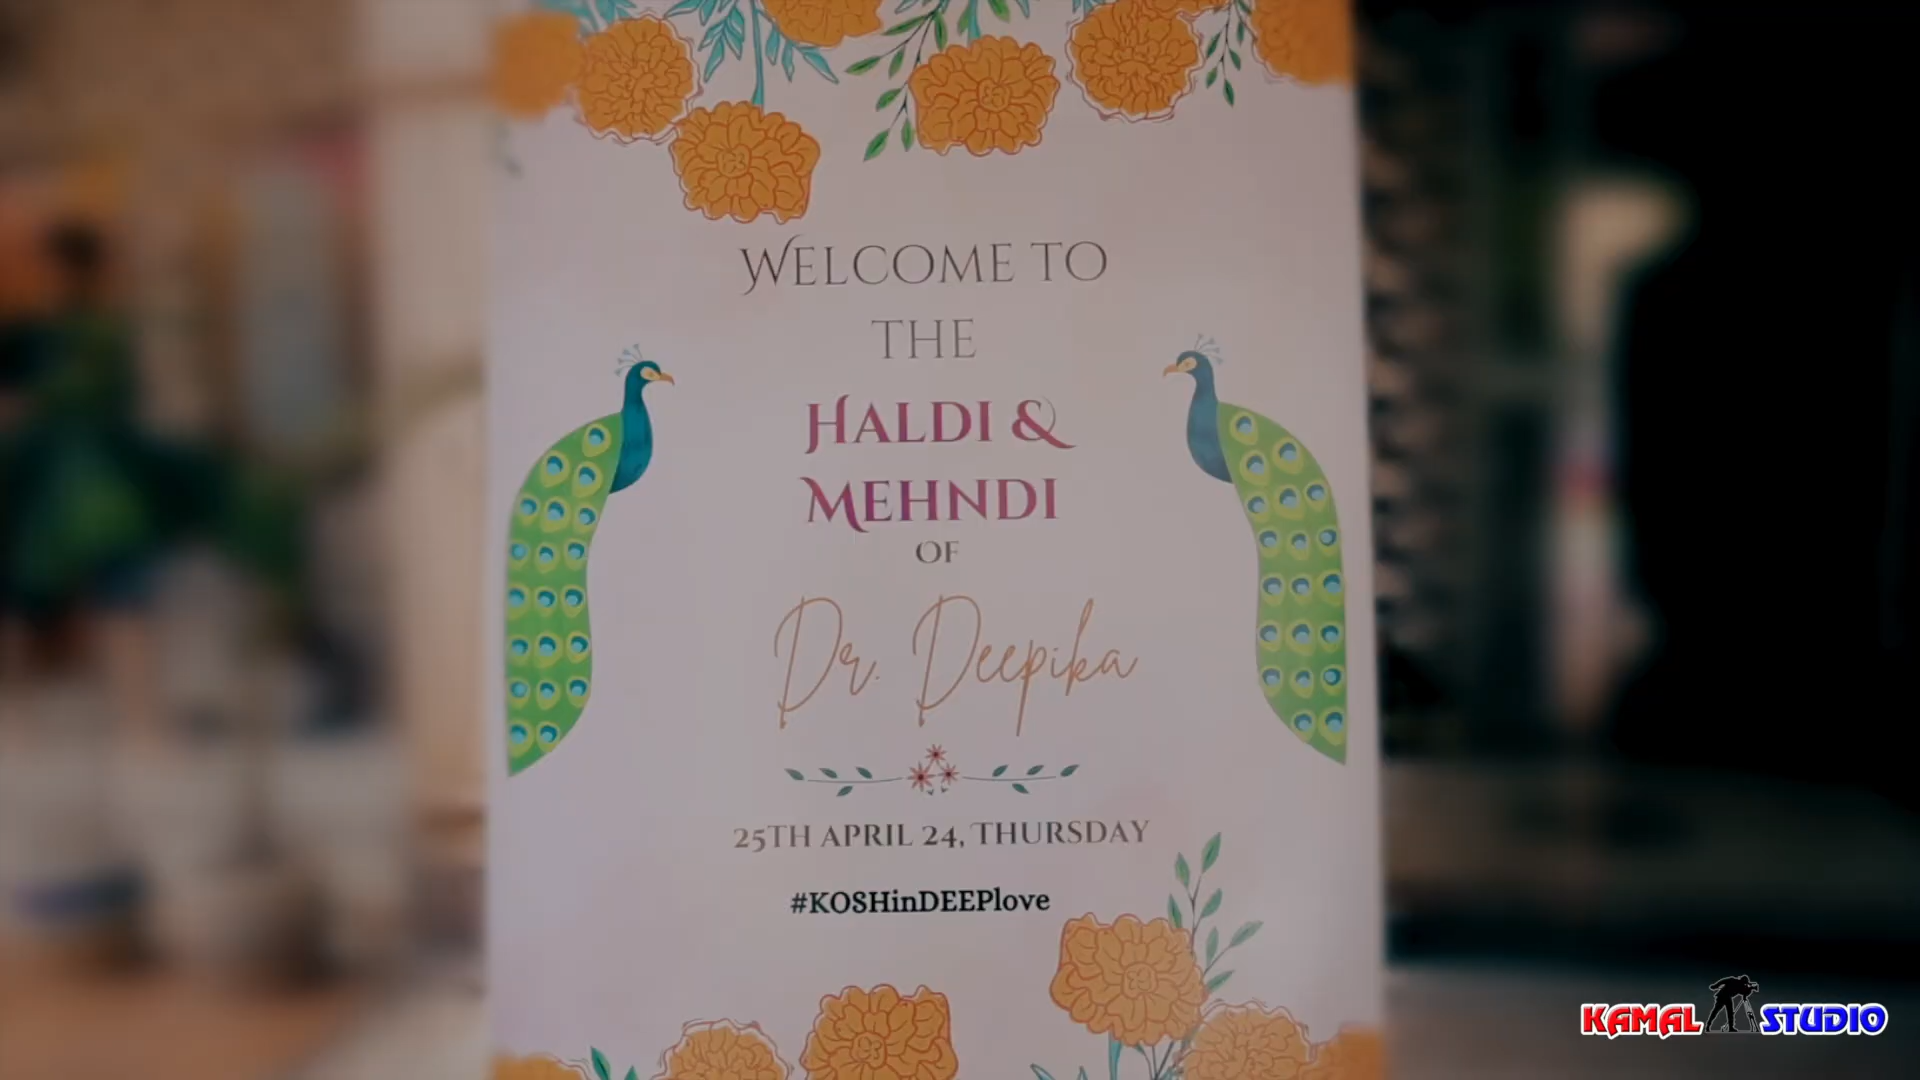 WELCOME TO
THE
HALDI &
MEHNDI
OF
Dr. Deepika
25TH APRIL 24, THURSDAY
#KOSHinDEEPlove
KAMAL STUDIO